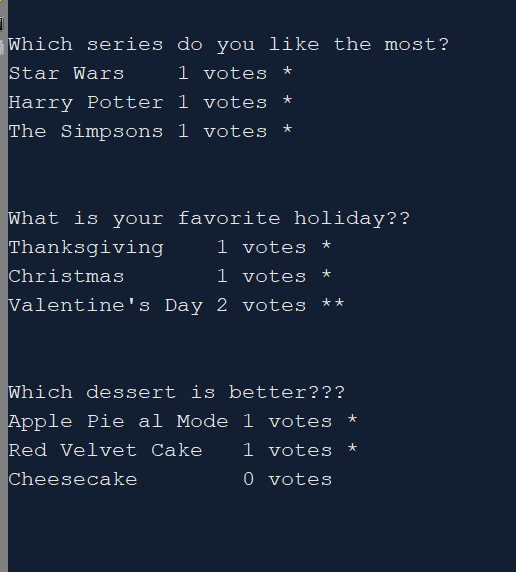 Which series do you like the most?
Star Wars    1 votes *
Harry Potter 1 votes *
The Simpsons 1 votes *
What is your favorite holiday??
Thanksgiving    1 votes *
Christmas       1 votes *
Valentine's Day 2 votes **
Which dessert is better???
Apple Pie al Mode 1 votes *
Red Velvet Cake   1 votes *
Cheesecake        0 votes